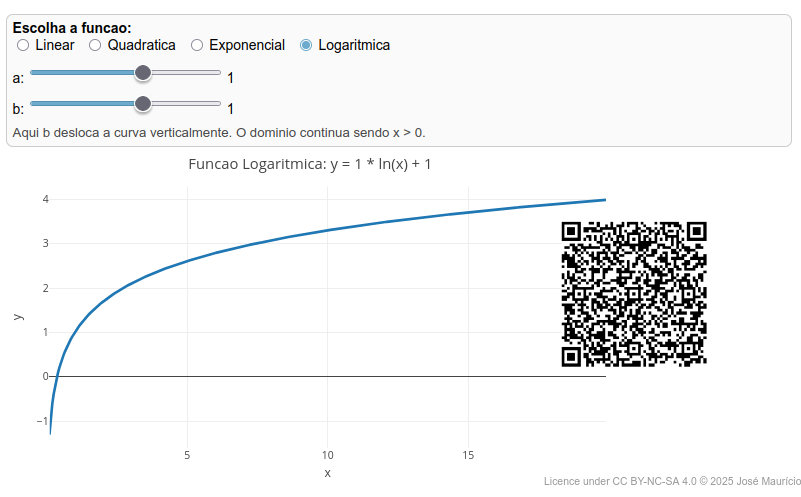 Escolha a funcao:
Linear Quadratica Exponencial Logaritmica
a: 1
b: 1
Aqui b desloca a curva verticalmente. O dominio continua sendo x > 0.
Funcao Logaritmica: y = 1 * ln(x) + 1
4
3
2
1
0
−1
y
5 10 15
x
Licence under CC BY-NC-SA 4.0 © 2025 José Maurício